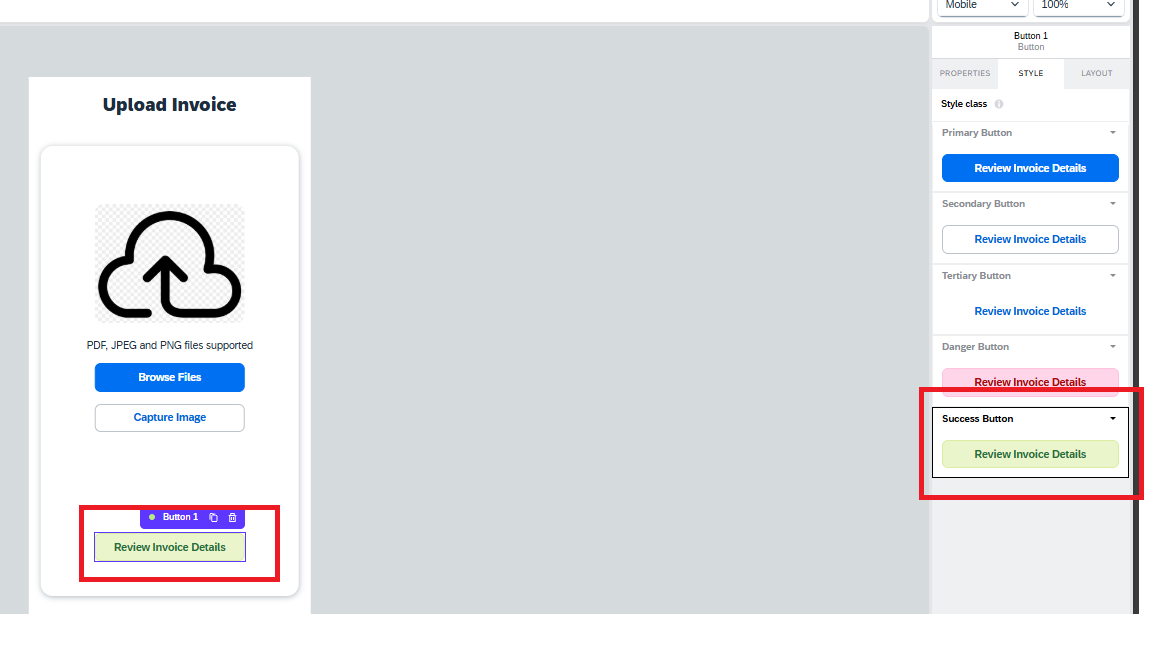 Mobile
100%
Button 1
Button
PROPERTIES
STYLE
LAYOUT
Style class
Primary Button
Review Invoice Details
Secondary Button
Review Invoice Details
Tertiary Button
Review Invoice Details
Danger Button
Review Invoice Details
Success Button
Review Invoice Details
Upload Invoice
PDF, JPEG and PNG files supported
Browse Files
Capture Image
Button 1
Review Invoice Details